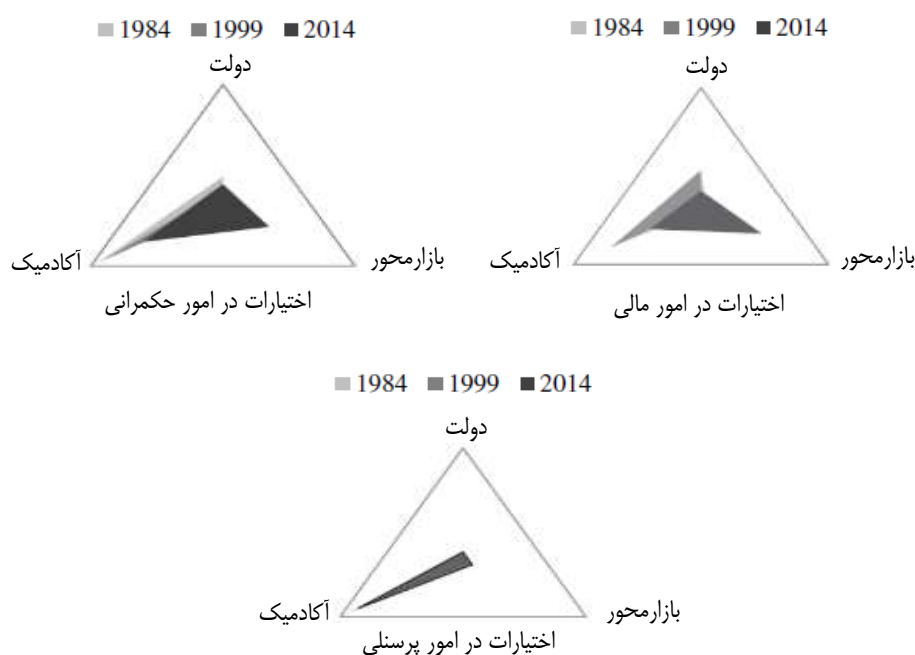 1984 1999 2014
دولت
آکادمیک
بازارمحور
اختیارات در امور حکمرانی
1984 1999 2014
دولت
آکادمیک
بازارمحور
اختیارات در امور مالی
1984 1999 2014
دولت
آکادمیک
بازارمحور
اختیارات در امور پرسنلی